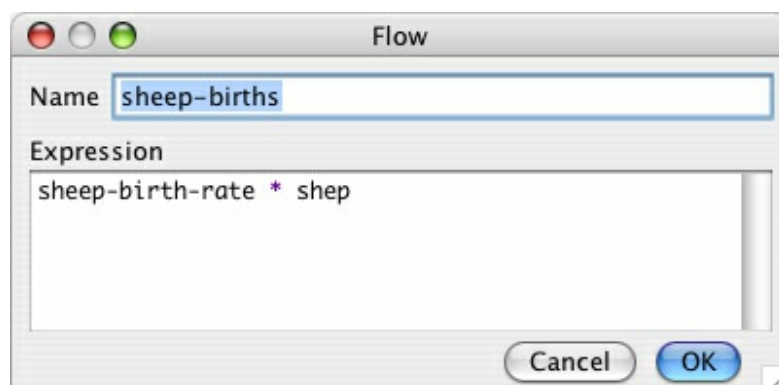 Flow
Name sheep-births
Expression
sheep-birth-rate * shep
Cancel OK